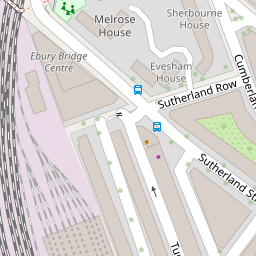 Melrose
House
Sherbourne
House
Ebury Bridge
Centre
Evesham
House
Sutherland Row
Sutherland St